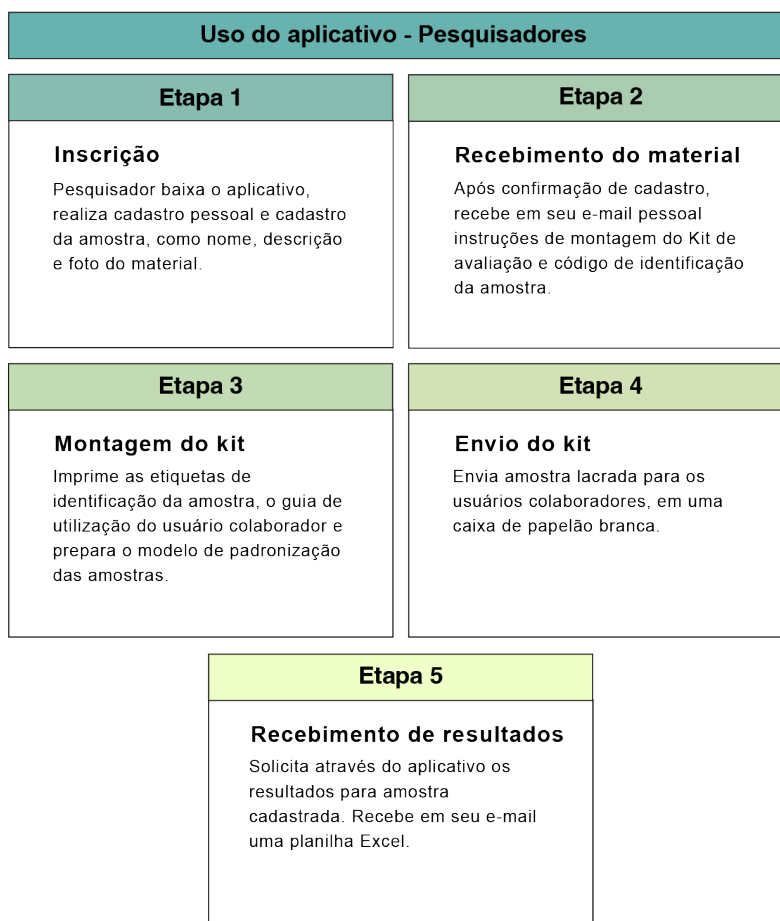 Uso do aplicativo - Pesquisadores
Etapa 1
Inscrição
Pesquisador baixa o aplicativo,
realiza cadastro pessoal e cadastro
da amostra, como nome, descrição
e foto do material.
Etapa 2
Recebimento do material
Após confirmação de cadastro,
recebe em seu e-mail pessoal
instruções de montagem do Kit de
avaliação e código de identificação
da amostra.
Etapa 3
Montagem do kit
Imprime as etiquetas de
identificação da amostra, o guia de
utilização do usuário colaborador e
prepara o modelo de padronização
das amostras.
Etapa 4
Envio do kit
Envia amostra lacrada para os
usuários colaboradores, em uma
caixa de papelão branca.
Etapa 5
Recebimento de resultados
Solicita através do aplicativo os
resultados para amostra
cadastrada. Recebe em seu e-mail
uma planilha Excel.